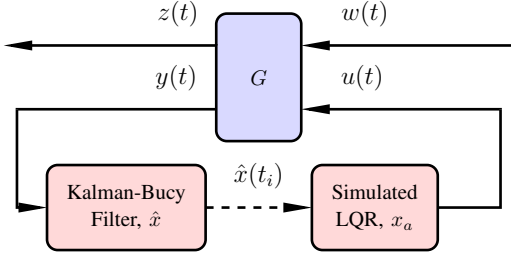 z(t)
w(t)
G
y(t)
u(t)
x̂(t_i)
Kalman-Bucy
Filter, x̂
Simulated
LQR, x_a